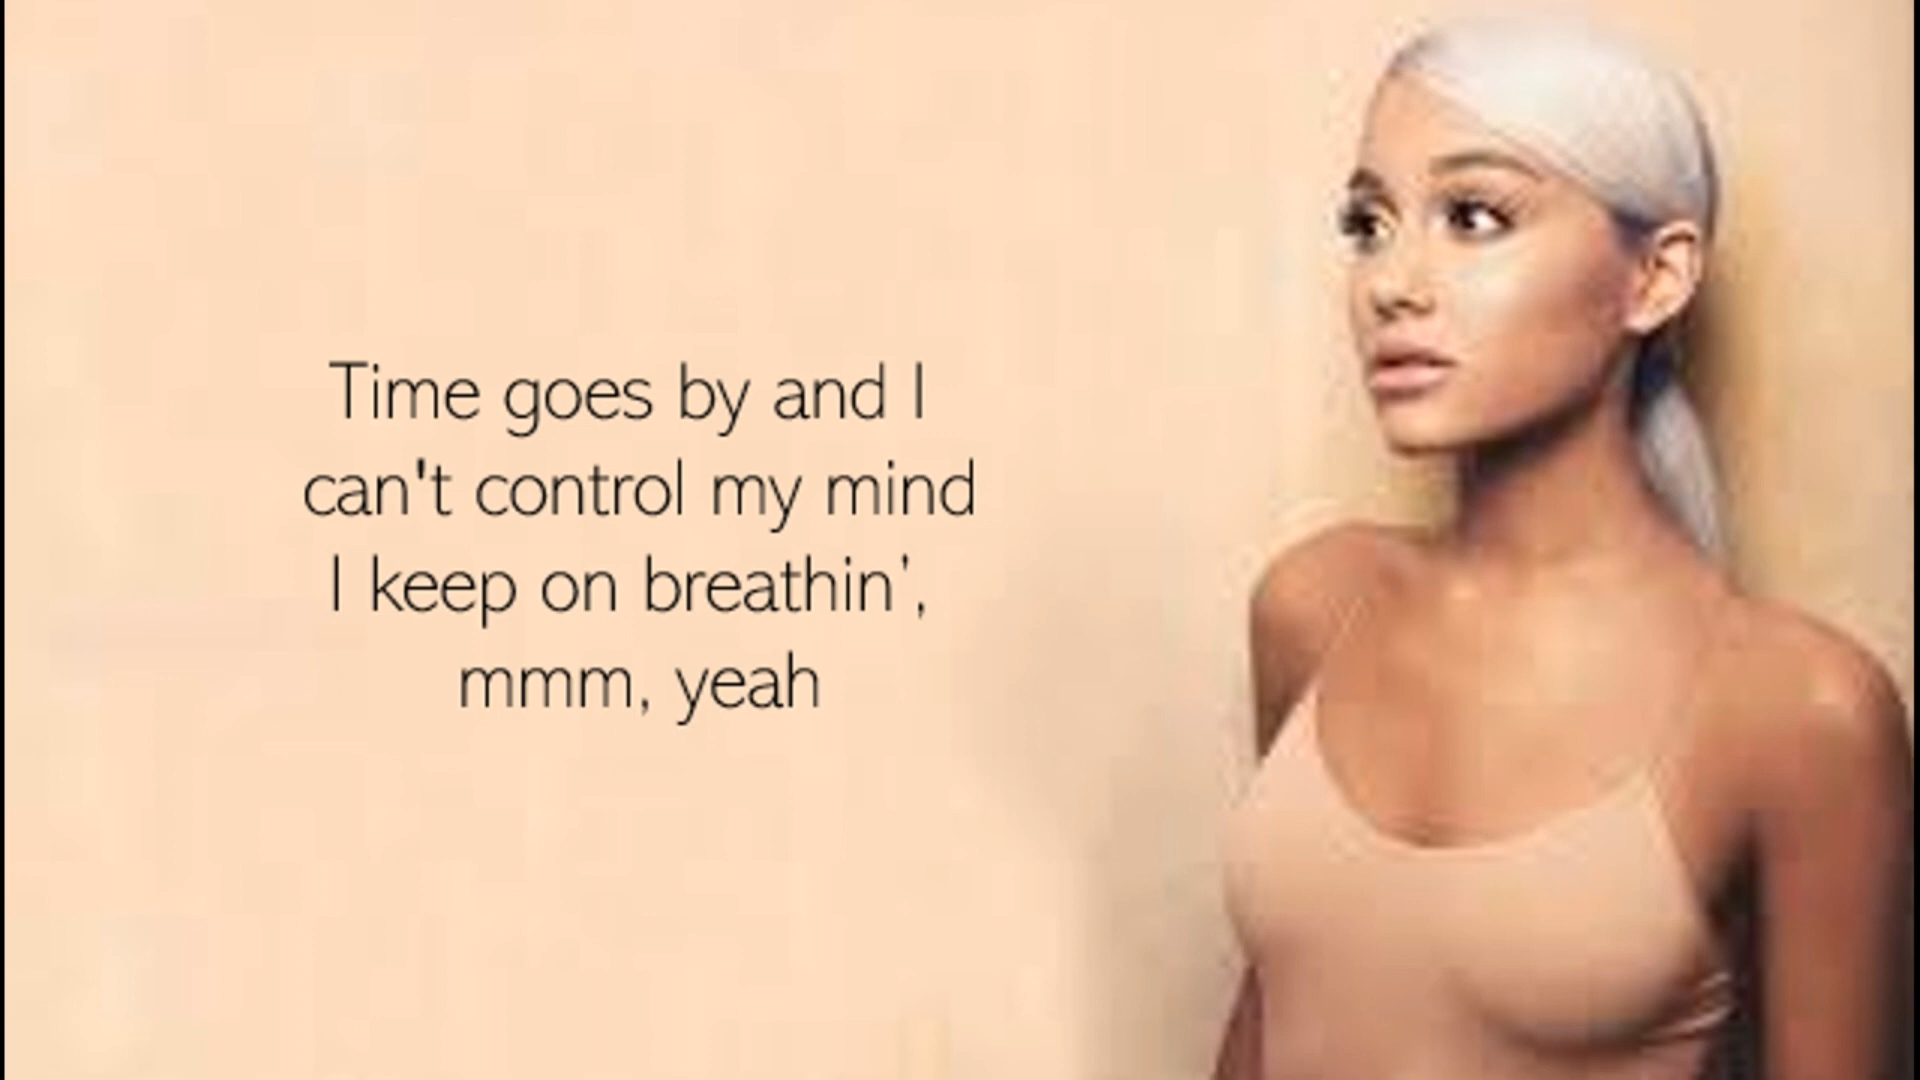 Time goes by and I
can't control my mind
I keep on breathin',
mmm, yeah